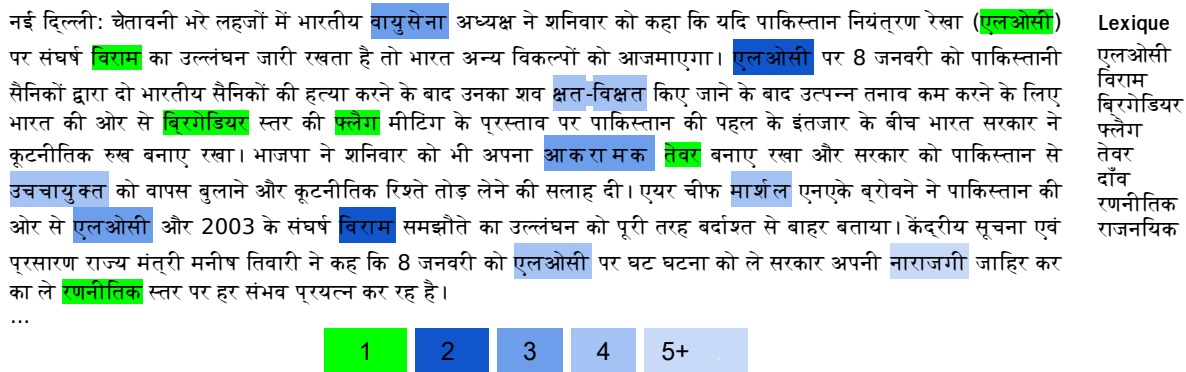 नई दिल्ली: चेतावनी भरे लहजों में भारतीय वायुसेना अध्यक्ष ने शनिवार को कहा कि यदि पाकिस्तान नियंत्रण रेखा (एलओसी)
पर संघर्ष विराम का उल्लंघन जारी रखता है तो भारत अन्य विकल्पों को आजमाएगा। एलओसी पर 8 जनवरी को पाकिस्तानी
सैनिकों द्वारा दो भारतीय सैनिकों की हत्या करने के बाद उनका शव क्षत-विक्षत किए जाने के बाद उत्पन्न तनाव कम करने के लिए
भारत की ओर से ब्रिगेडियर स्तर की फ्लैग मीटिंग के प्रस्ताव पर पाकिस्तान की पहल के इंतजार के बीच भारत सरकार ने
कूटनीतिक रुख बनाए रखा। भाजपा ने शनिवार को भी अपना आकरामक तेवर बनाए रखा और सरकार को पाकिस्तान से
उचचायुक्त को वापस बुलाने और कूटनीतिक रिश्ते तोड़ लेने की सलाह दी। एयर चीफ मार्शल एनएके ब्रोवने ने पाकिस्तान की
ओर से एलओसी और 2003 के संघर्ष विराम समझौते का उल्लंघन को पूरी तरह बर्दाश्त से बाहर बताया। केंद्रीय सूचना एवं
प्रसारण राज्य मंत्री मनीष तिवारी ने कह कि 8 जनवरी को एलओसी पर घट घटना को ले सरकार अपनी नाराजगी जाहिर कर
का ले रणनीतिक स्तर पर हर संभव प्रयत्न कर रह है।
...
1 2 3 4 5+
Lexique
एलओसी
विराम
ब्रिगेडियर
फ्लैग
तेवर
दाँव
रणनीतिक
राजनयिक